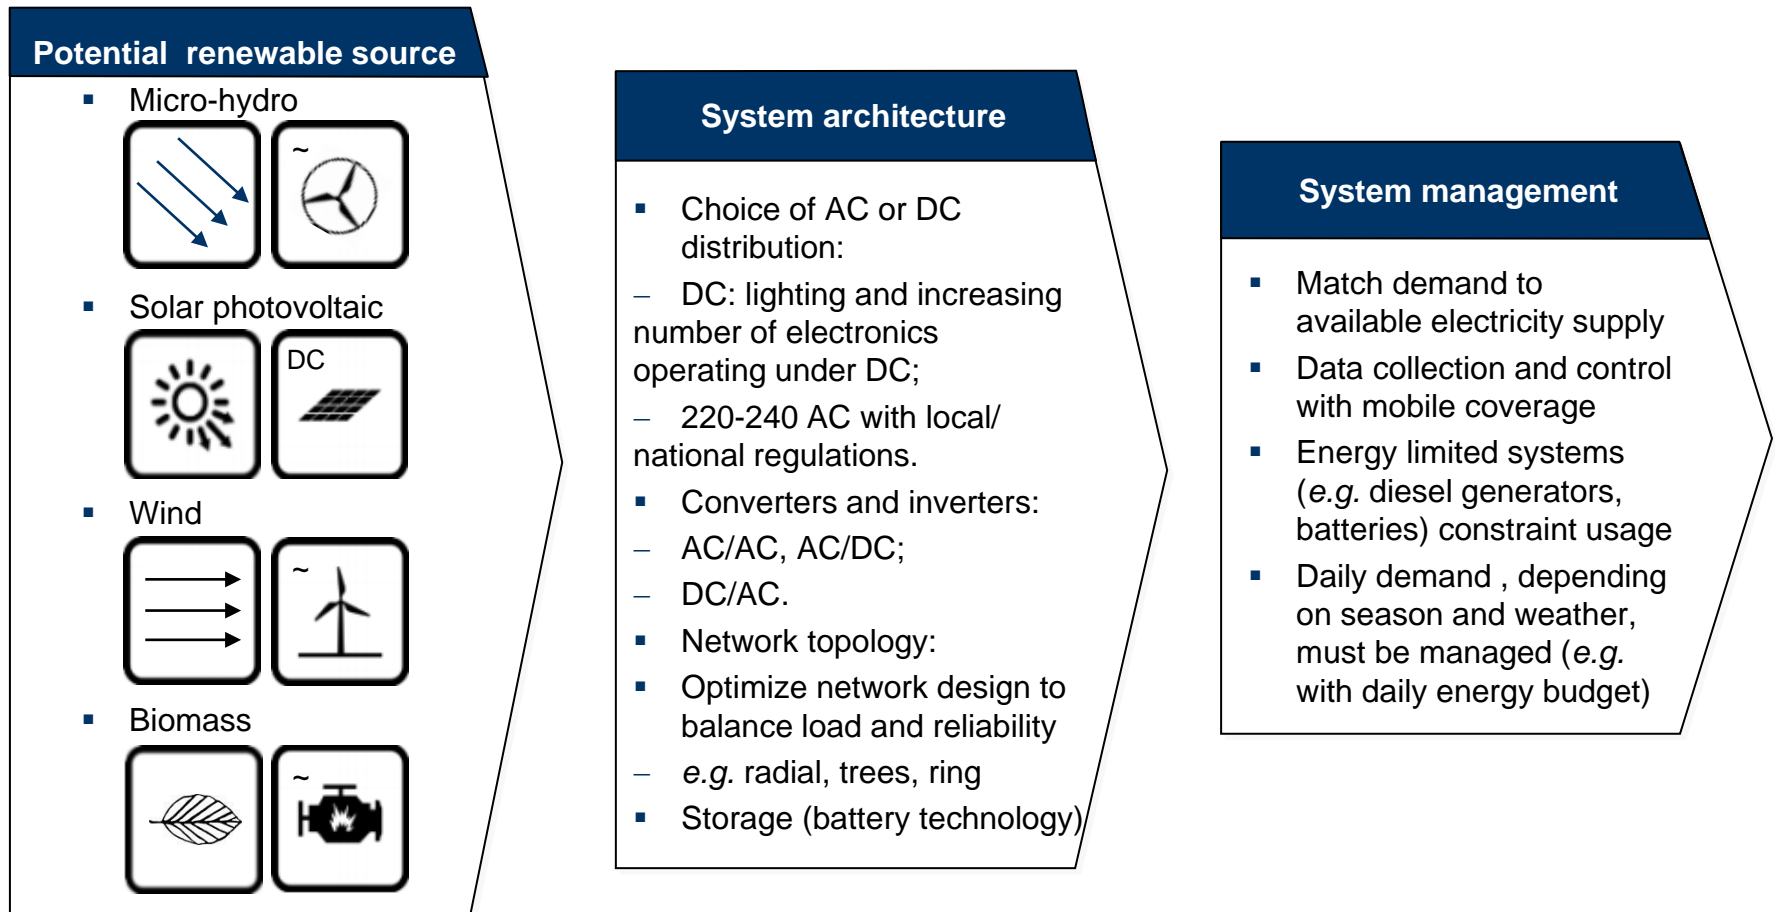 Potential renewable source
▪ Micro-hydro
~
▪ Solar photovoltaic
DC
▪ Wind
~
▪ Biomass
~
System architecture
▪ Choice of AC or DC
distribution:
– DC: lighting and increasing
number of electronics
operating under DC;
– 220-240 AC with local/
national regulations.
▪ Converters and inverters:
– AC/AC, AC/DC;
– DC/AC.
▪ Network topology:
▪ Optimize network design to
balance load and reliability
– e.g. radial, trees, ring
▪ Storage (battery technology)
System management
▪ Match demand to
available electricity supply
▪ Data collection and control
with mobile coverage
▪ Energy limited systems
(e.g. diesel generators,
batteries) constraint usage
▪ Daily demand , depending
on season and weather,
must be managed (e.g.
with daily energy budget)